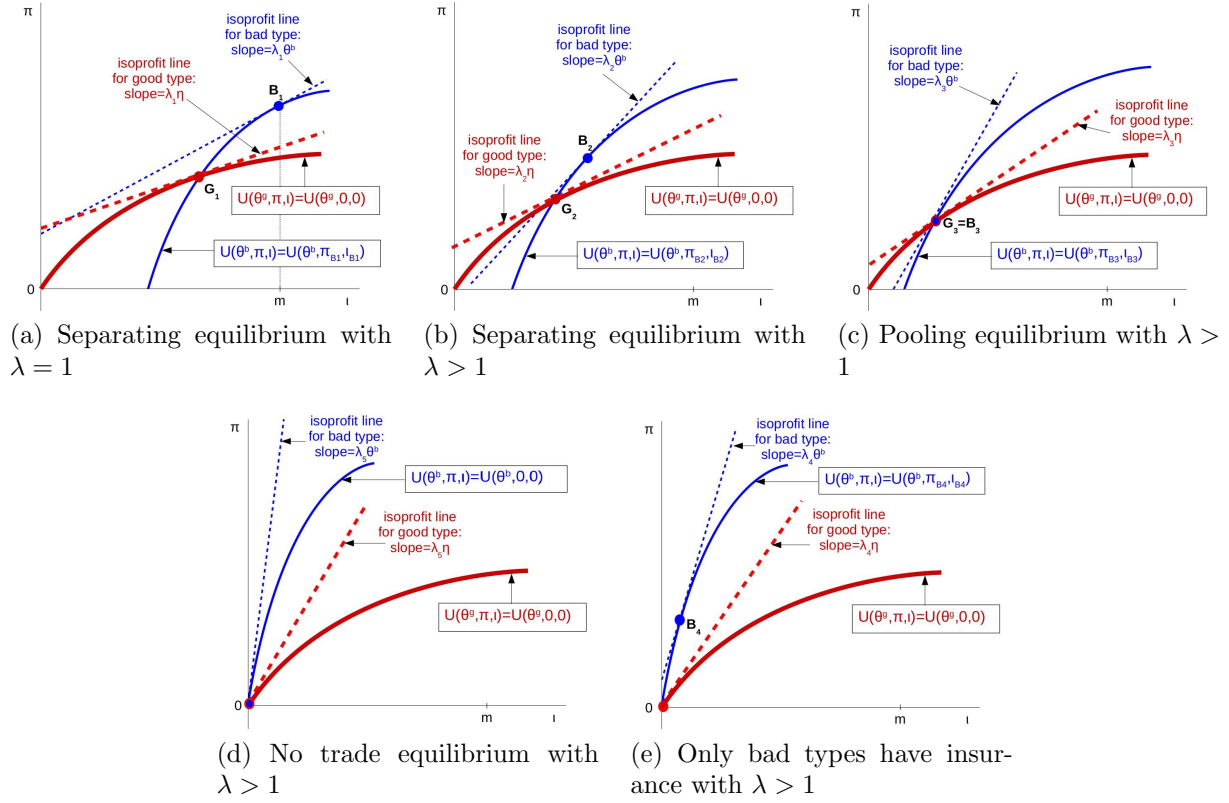 π
isoprofit line
for bad type:
slope=λ₁θᵇ
isoprofit line
for good type:
slope=λ₁η
B₁
G₁
U(θᵍ,π,ι)=U(θᵍ,0,0)
U(θᵇ,π,ι)=U(θᵇ,π_B1,ι_B1)
0
m
ι
(a) Separating equilibrium with
λ = 1
π
isoprofit line
for bad type:
slope=λ₂θᵇ
isoprofit line
for good type:
slope=λ₂η
B₂
G₂
U(θᵍ,π,ι)=U(θᵍ,0,0)
U(θᵇ,π,ι)=U(θᵇ,π_B2,ι_B2)
0
m
ι
(b) Separating equilibrium with
λ > 1
π
isoprofit line
for bad type:
slope=λ₃θᵇ
isoprofit line
for good type:
slope=λ₃η
G₃=B₃
U(θᵍ,π,ι)=U(θᵍ,0,0)
U(θᵇ,π,ι)=U(θᵇ,π_B3,ι_B3)
0
m
ι
(c) Pooling equilibrium with λ >
1
π
isoprofit line
for bad type:
slope=λ₅θᵇ
U(θᵇ,π,ι)=U(θᵇ,0,0)
isoprofit line
for good type:
slope=λ₅η
U(θᵍ,π,ι)=U(θᵍ,0,0)
0
m
ι
(d) No trade equilibrium with
λ > 1
π
isoprofit line
for bad type:
slope=λ₄θᵇ
U(θᵇ,π,ι)=U(θᵇ,π_B4,ι_B4)
isoprofit line
for good type:
slope=λ₄η
B₄
U(θᵍ,π,ι)=U(θᵍ,0,0)
0
m
ι
(e) Only bad types have insur-
ance with λ > 1